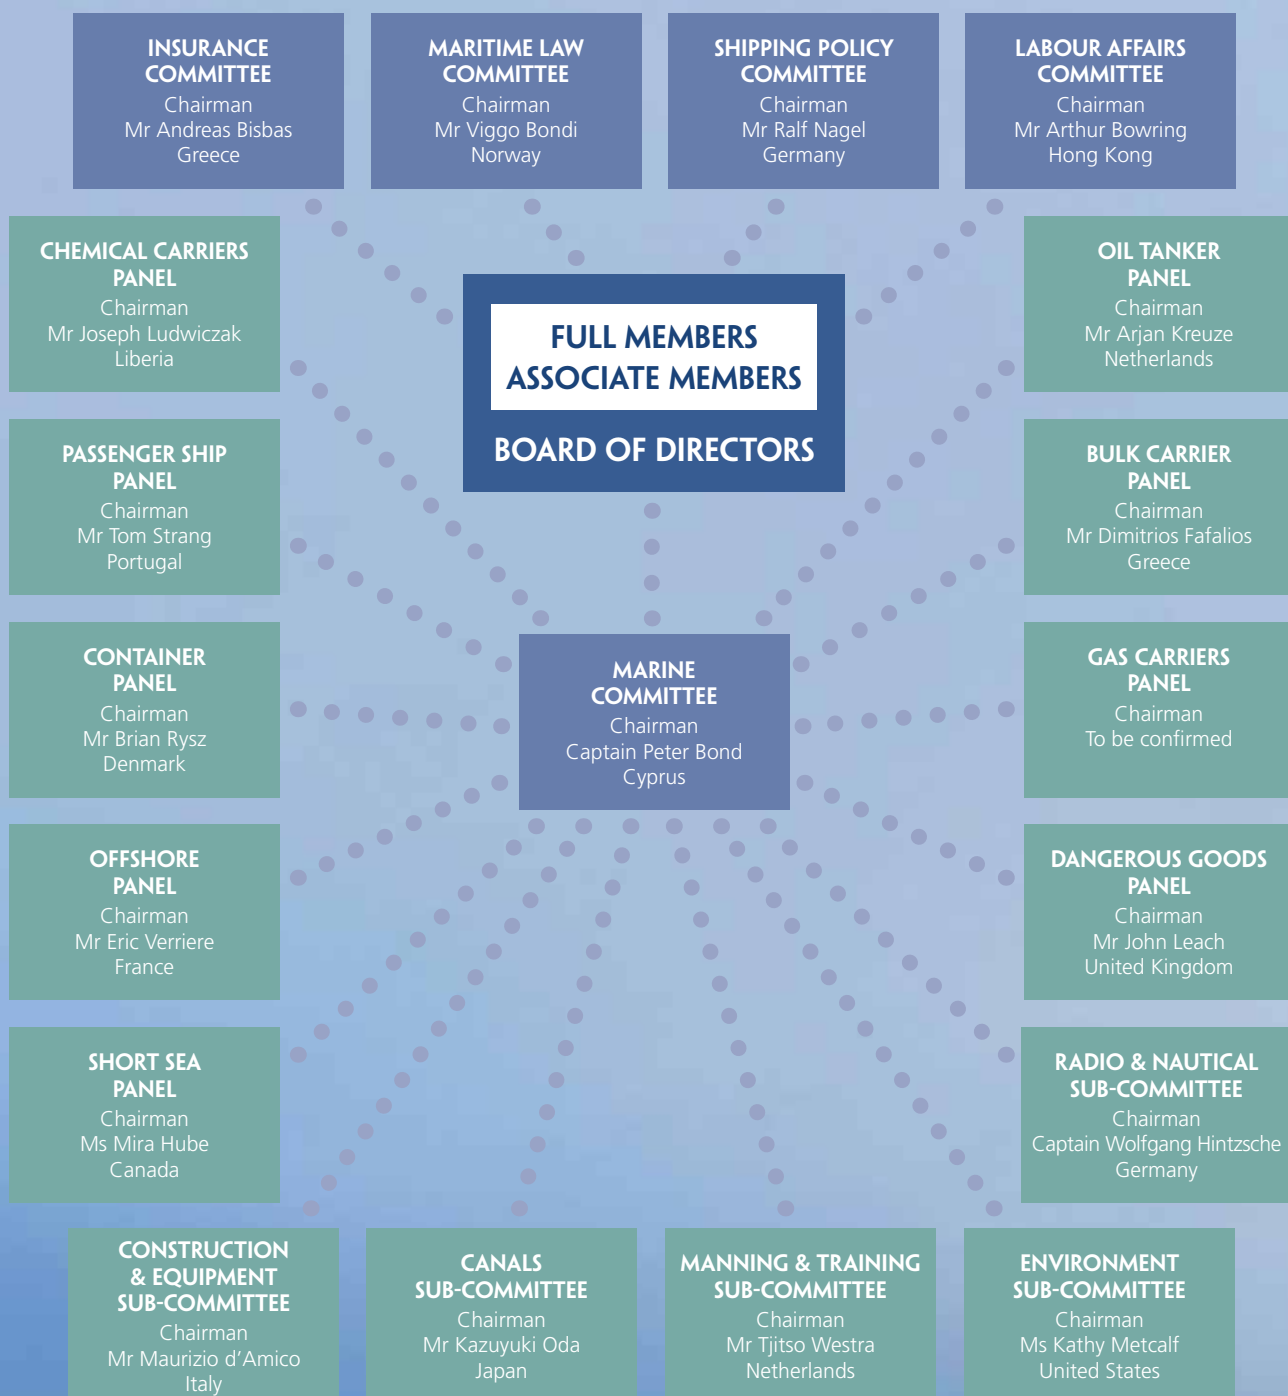 INSURANCE
COMMITTEE
Chairman
Mr Andreas Bisbas
Greece
MARITIME LAW
COMMITTEE
Chairman
Mr Viggo Bondi
Norway
SHIPPING POLICY
COMMITTEE
Chairman
Mr Ralf Nagel
Germany
LABOUR AFFAIRS
COMMITTEE
Chairman
Mr Arthur Bowring
Hong Kong
CHEMICAL CARRIERS
PANEL
Chairman
Mr Joseph Ludwiczak
Liberia
FULL MEMBERS
ASSOCIATE MEMBERS
BOARD OF DIRECTORS
OIL TANKER
PANEL
Chairman
Mr Arjan Kreuze
Netherlands
PASSENGER SHIP
PANEL
Chairman
Mr Tom Strang
Portugal
BULK CARRIER
PANEL
Chairman
Mr Dimitrios Fafalios
Greece
CONTAINER
PANEL
Chairman
Mr Brian Rysz
Denmark
MARINE
COMMITTEE
Chairman
Captain Peter Bond
Cyprus
GAS CARRIERS
PANEL
Chairman
To be confirmed
OFFSHORE
PANEL
Chairman
Mr Eric Verriere
France
DANGEROUS GOODS
PANEL
Chairman
Mr John Leach
United Kingdom
SHORT SEA
PANEL
Chairman
Ms Mira Hube
Canada
RADIO & NAUTICAL
SUB-COMMITTEE
Chairman
Captain Wolfgang Hintzsche
Germany
CONSTRUCTION
& EQUIPMENT
SUB-COMMITTEE
Chairman
Mr Maurizio d’Amico
Italy
CANALS
SUB-COMMITTEE
Chairman
Mr Kazuyuki Oda
Japan
MANNING & TRAINING
SUB-COMMITTEE
Chairman
Mr Tjitso Westra
Netherlands
ENVIRONMENT
SUB-COMMITTEE
Chairman
Ms Kathy Metcalf
United States